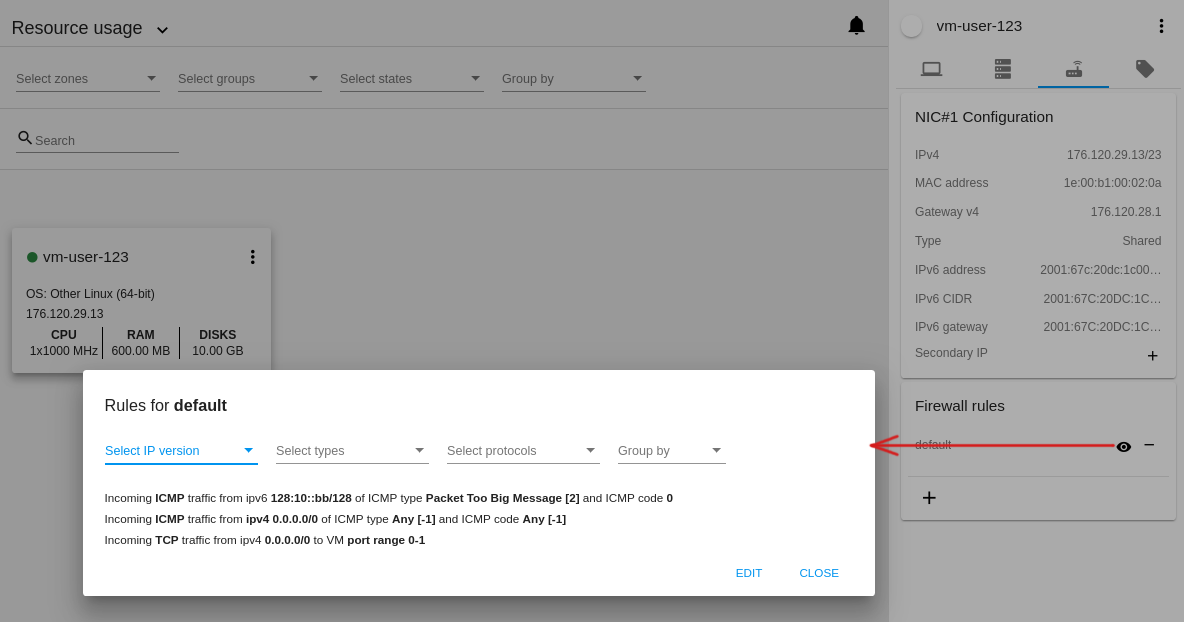 Resource usage
Select zones
Select groups
Select states
Group by
Search
vm-user-123
OS: Other Linux (64-bit)
176.120.29.13
CPU RAM DISKS
1x1000 MHz 600.00 MB 10.00 GB
Rules for default
Select IP version
Select types
Select protocols
Group by
Incoming ICMP traffic from ipv6 128:10::bb/128 of ICMP type Packet Too Big Message [2] and ICMP code 0
Incoming ICMP traffic from ipv4 0.0.0.0/0 of ICMP type Any [-1] and ICMP code Any [-1]
Incoming TCP traffic from ipv4 0.0.0.0/0 to VM port range 0-1
EDIT CLOSE
vm-user-123
NIC#1 Configuration
IPv4 176.120.29.13/23
MAC address 1e:00:b1:00:02:0a
Gateway v4 176.120.28.1
Type Shared
IPv6 address 2001:67c:20dc:1c00…
IPv6 CIDR 2001:67C:20DC:1C…
IPv6 gateway 2001:67C:20DC:1C…
Secondary IP
Firewall rules
default